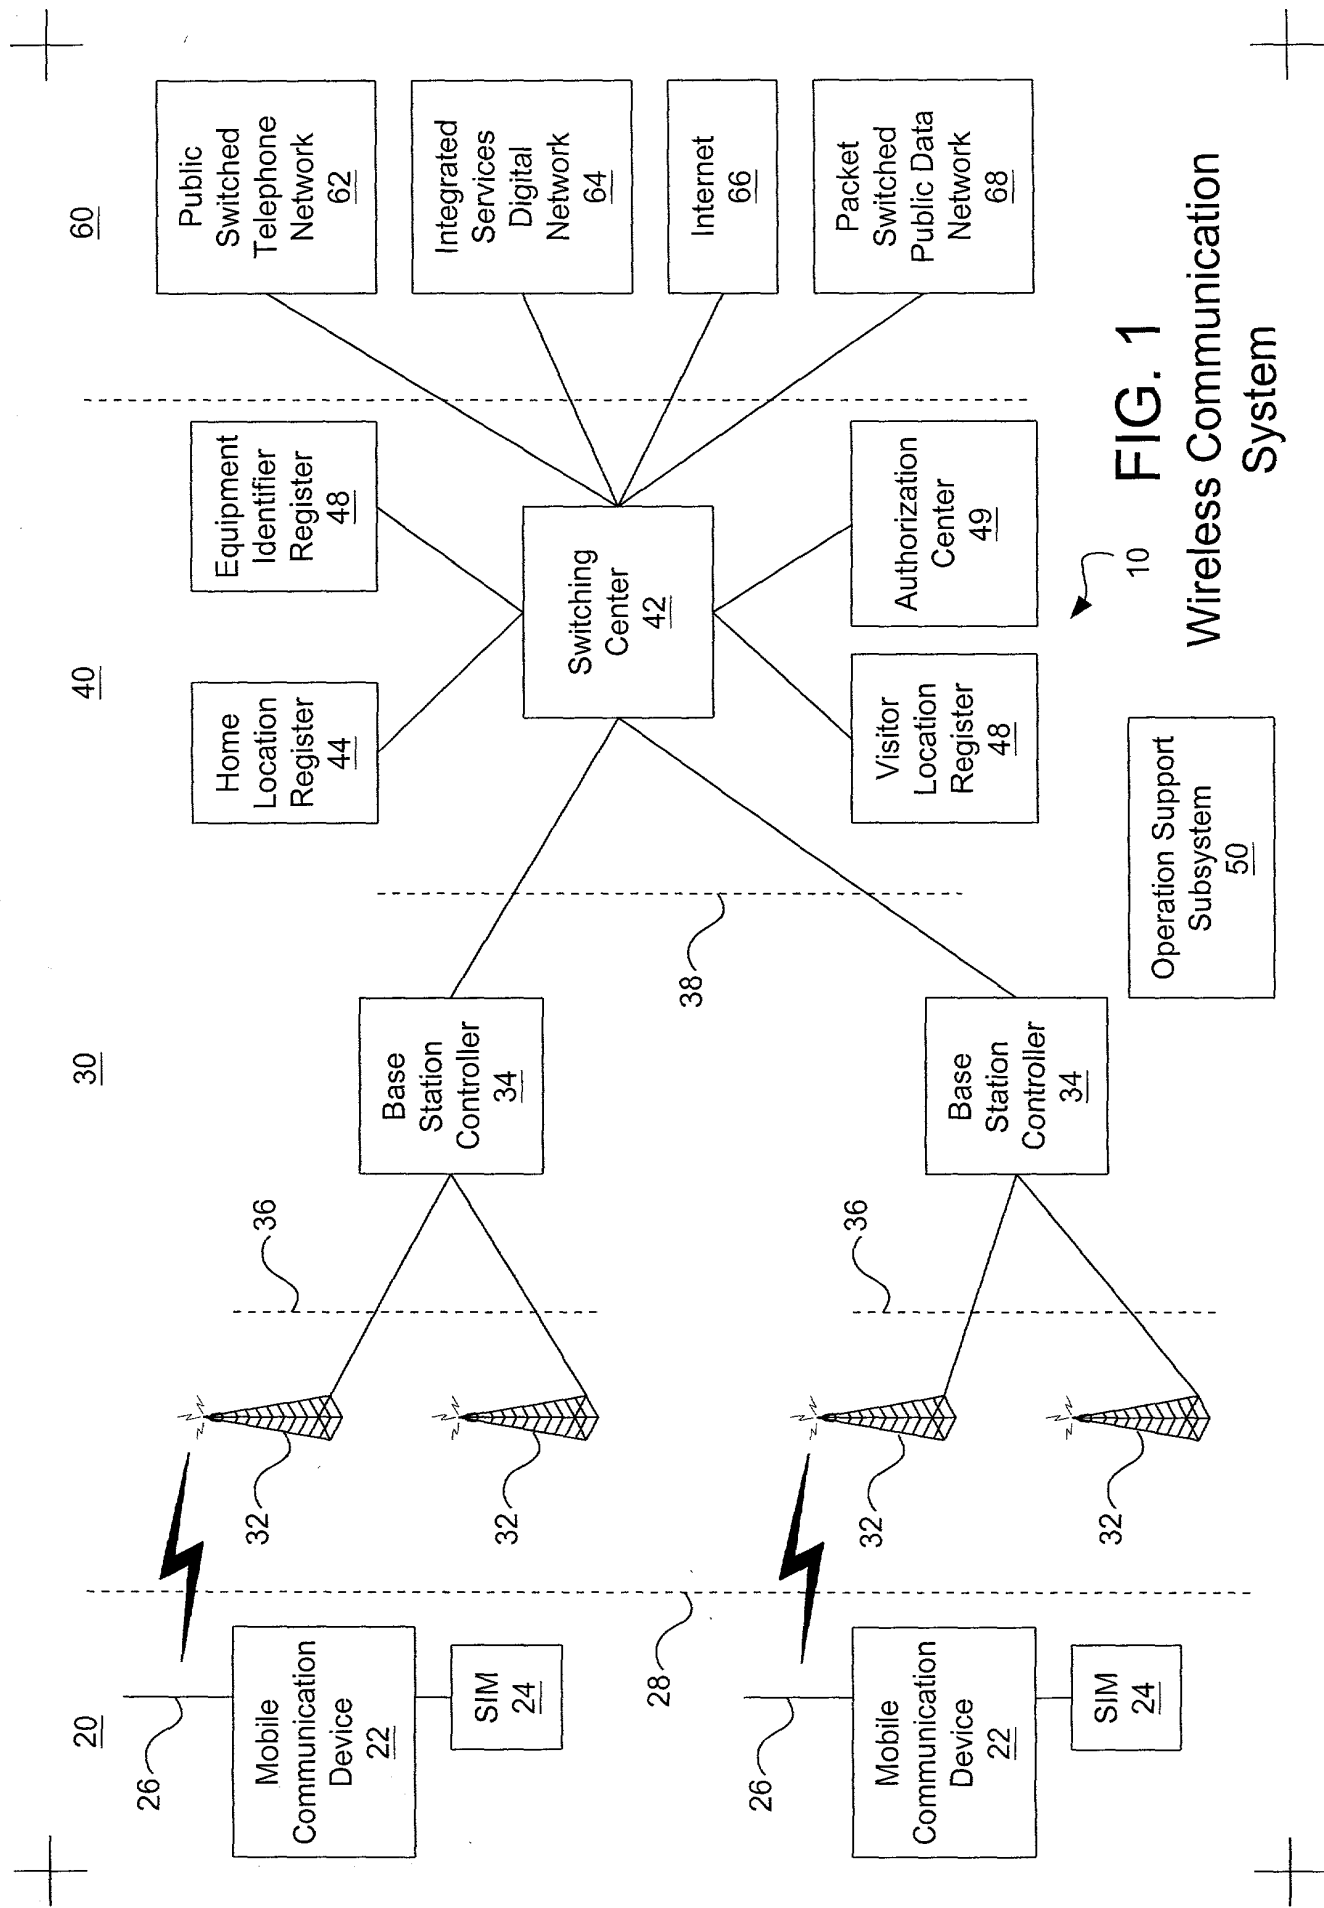 20
30
40
60
26
Mobile
Communication
Device
22
SIM
24
28
26
Mobile
Communication
Device
22
SIM
24
32
32
32
32
36
36
Base
Station
Controller
34
Base
Station
Controller
34
38
Home
Location
Register
44
Equipment
Identifier
Register
48
Switching
Center
42
Visitor
Location
Register
48
Authorization
Center
49
Public
Switched
Telephone
Network
62
Integrated
Services
Digital
Network
64
Internet
66
Packet
Switched
Public Data
Network
68
Operation Support
Subsystem
50
10
FIG. 1
Wireless Communication
System